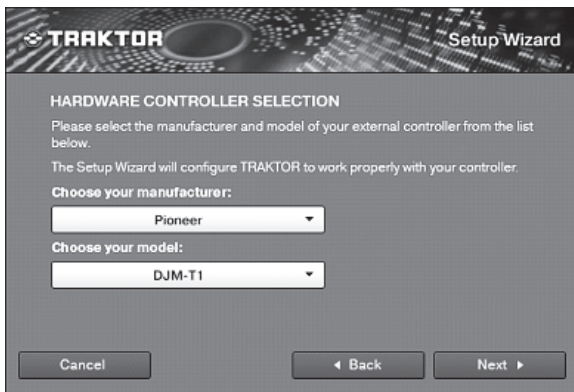 TRAKTOR
Setup Wizard
HARDWARE CONTROLLER SELECTION
Please select the manufacturer and model of your external controller from the list
below.
The Setup Wizard will configure TRAKTOR to work properly with your controller.
Choose your manufacturer:
Pioneer
Choose your model:
DJM-T1
Cancel
Back
Next